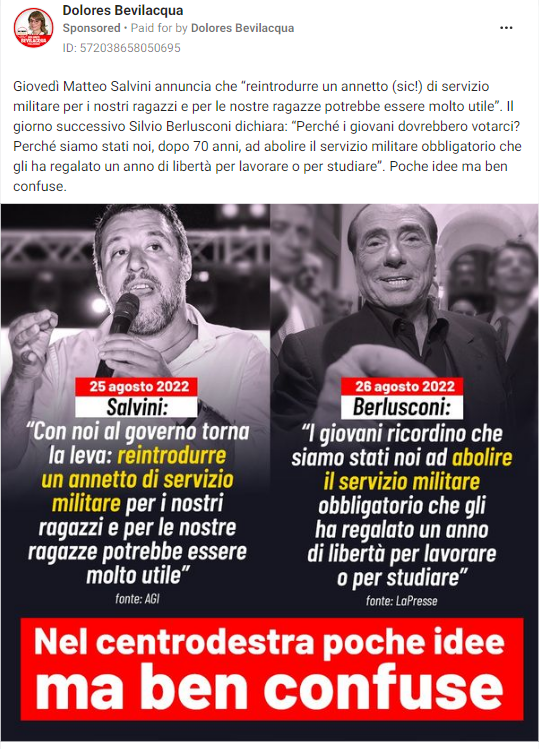 Dolores Bevilacqua
Sponsored • Paid for by Dolores Bevilacqua
ID: 572038658050695
Giovedì Matteo Salvini annuncia che “reintrodurre un annetto (sic!) di servizio
militare per i nostri ragazzi e per le nostre ragazze potrebbe essere molto utile”. Il
giorno successivo Silvio Berlusconi dichiara: “Perché i giovani dovrebbero votarci?
Perché siamo stati noi, dopo 70 anni, ad abolire il servizio militare obbligatorio che
gli ha regalato un anno di libertà per lavorare o per studiare”. Poche idee ma ben
confuse.
25 agosto 2022
Salvini:
“Con noi al governo torna
la leva: reintrodurre
un annetto di servizio
militare per i nostri
ragazzi e per le nostre
ragazze potrebbe essere
molto utile”
fonte: AGI
26 agosto 2022
Berlusconi:
“I giovani ricordino che
siamo stati noi ad abolire
il servizio militare
obbligatorio che gli
ha regalato un anno
di libertà per lavorare
o per studiare”
fonte: LaPresse
Nel centrodestra poche idee
ma ben confuse